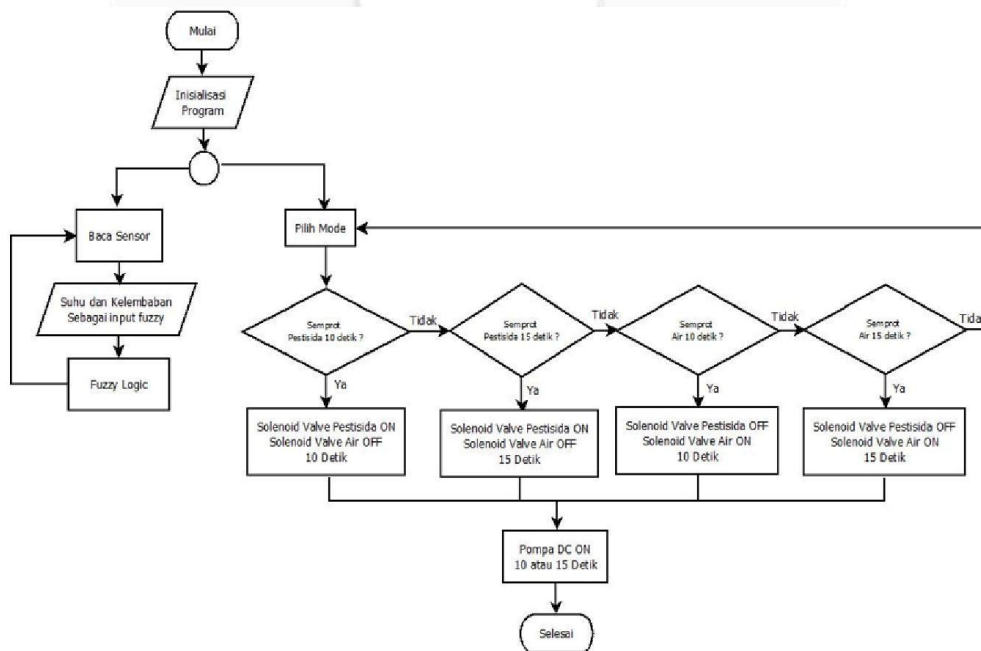 Mulai
Inisialisasi
Program
Baca Sensor
Suhu dan Kelembaban
Sebagai input fuzzy
Fuzzy Logic
Pilih Mode
Semprot
Pestisida 10 detik ?
Tidak
Semprot
Pestisida 15 detik ?
Tidak
Semprot
Air 10 detik ?
Tidak
Semprot
Air 15 detik ?
Tidak
Ya
Ya
Ya
Ya
Solenoid Valve Pestisida ON
Solenoid Valve Air OFF
10 Detik
Solenoid Valve Pestisida ON
Solenoid Valve Air OFF
15 Detik
Solenoid Valve Pestisida OFF
Solenoid Valve Air ON
10 Detik
Solenoid Valve Pestisida OFF
Solenoid Valve Air ON
15 Detik
Pompa DC ON
10 atau 15 Detik
Selesai